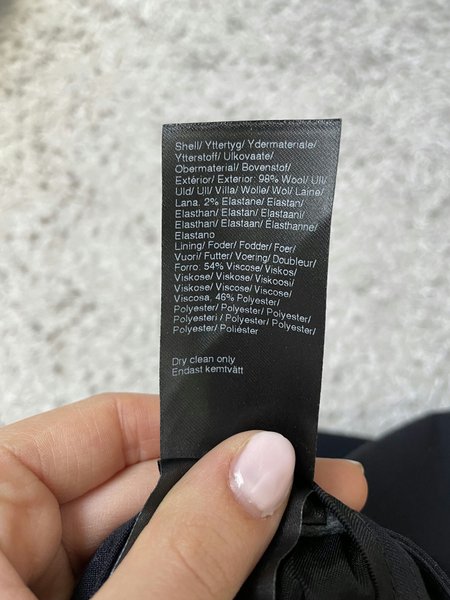 Shell/ Yttertyg/ Ydermateriale/
Ytterstoff/ Ulkovaate/
Obermaterial/ Bovenstof/
Extérior/ Exterior: 98% Wool/ Ull/
Uld/ Ull/ Villa/ Wolle/ Wol/ Laine/
Lana. 2% Elastane/ Elastan/
Elasthan/ Elastan/ Elastaani/
Elasthan/ Elastaan/ Élasthanne/
Elastano
Lining/ Foder/ Fodder/ Foer/
Vuori/ Futter/ Voering/ Doubleur/
Forro: 54% Viscose/ Viskos/
Viskose/ Viskose/ Viskoosi/
Viskose/ Viscose/ Viscose/
Viscosa, 46% Polyester/
Polyester/ Polyester/ Polyester/
Polyesteri / Polyester/ Polyester/
Polyester/ Poliéster
Dry clean only
Endast kemtvätt